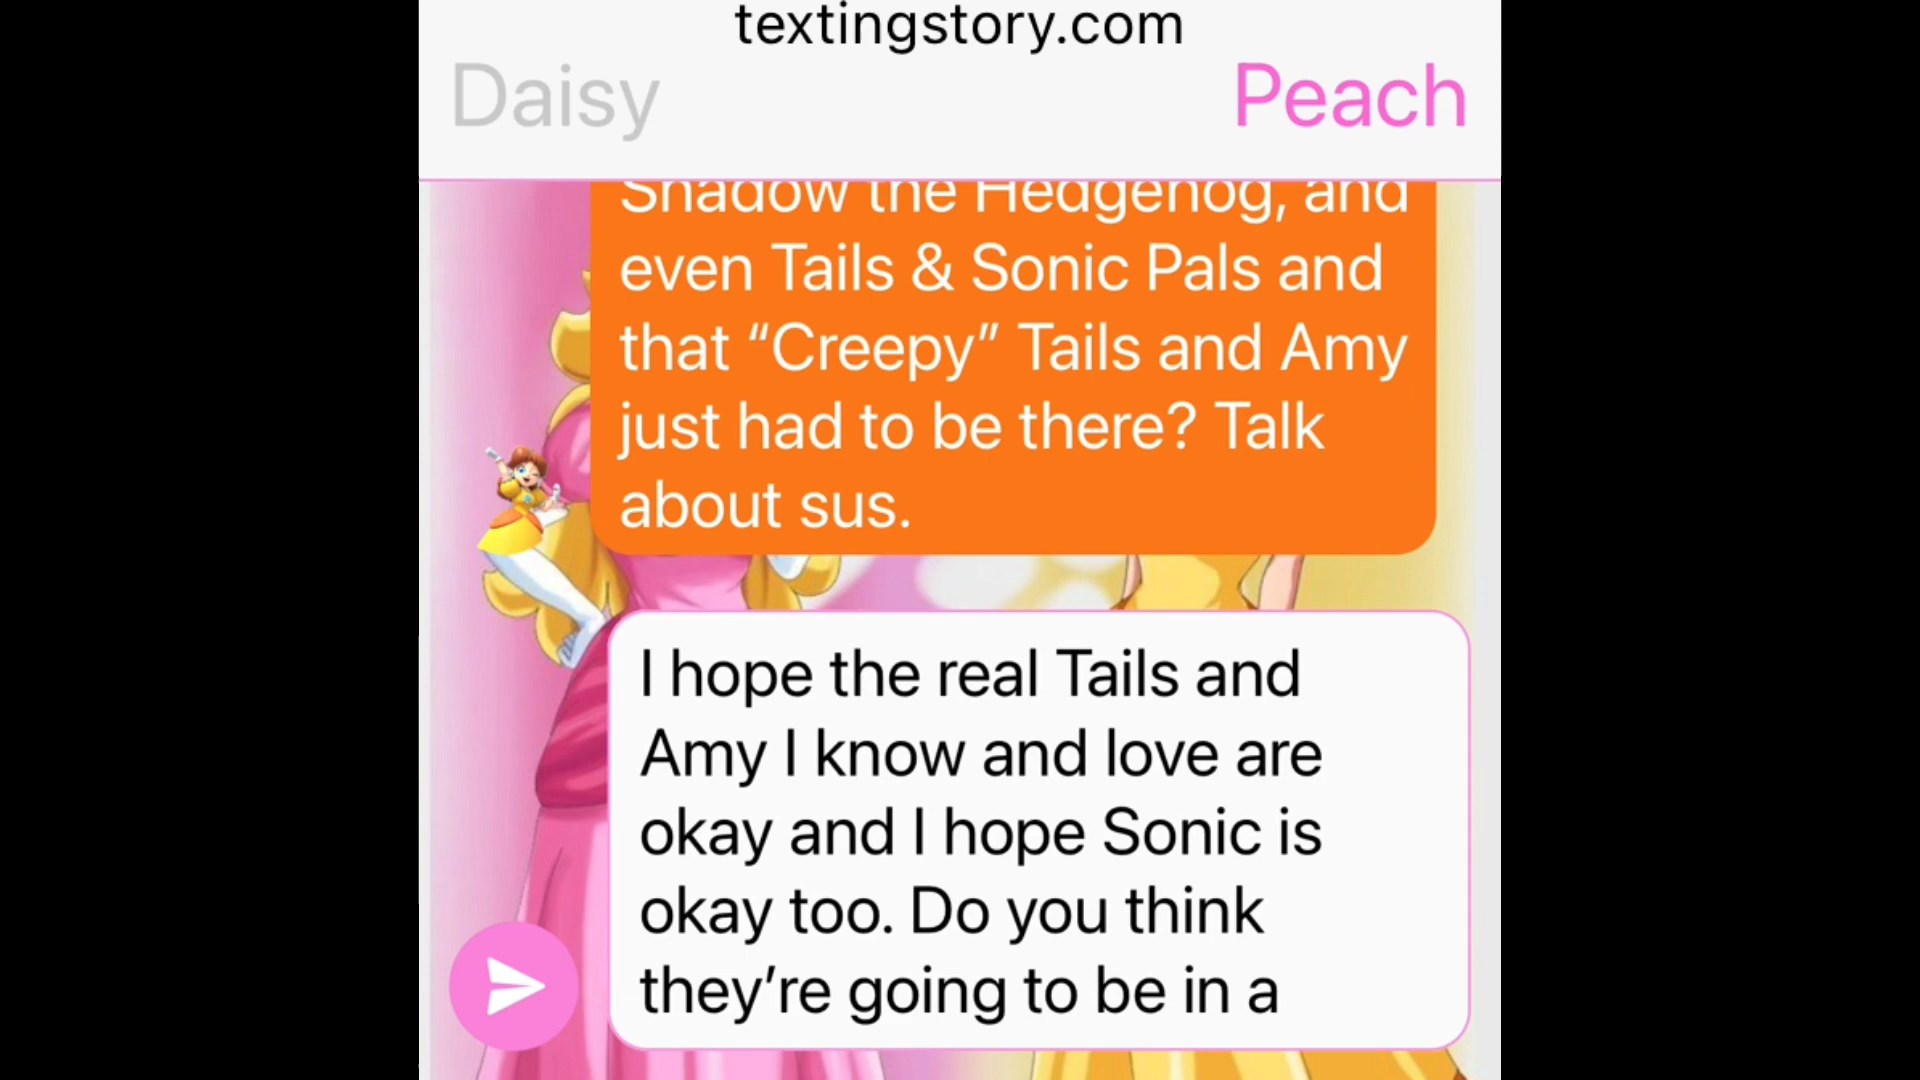 textingstory.com
Daisy
Peach
Shadow the Hedgehog, and
even Tails & Sonic Pals and
that “Creepy” Tails and Amy
just had to be there? Talk
about sus.
I hope the real Tails and
Amy I know and love are
okay and I hope Sonic is
okay too. Do you think
they’re going to be in a